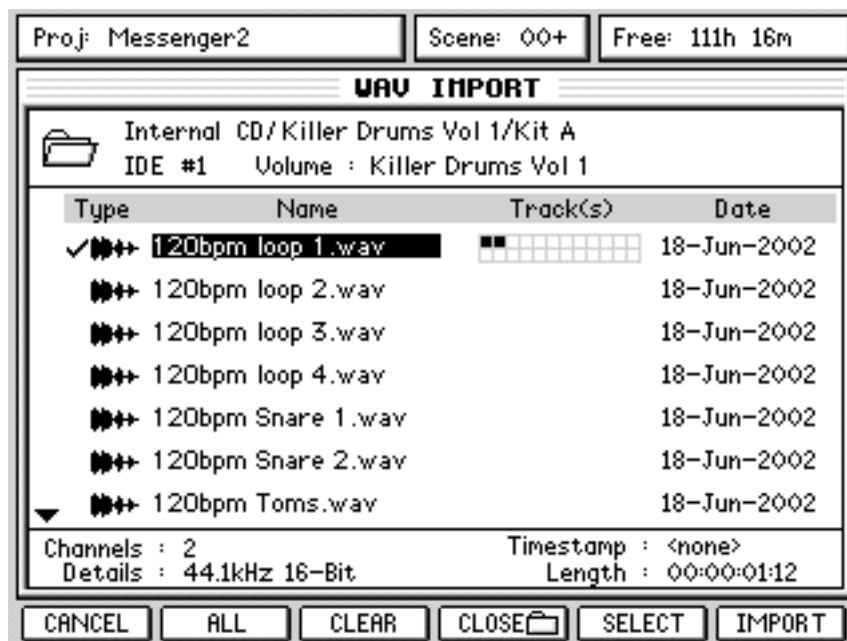 Proj: Messenger2 Scene: 00+ Free: 111h 16m
WAV IMPORT
Internal CD/Killer Drums Vol 1/Kit A
IDE #1 Volume : Killer Drums Vol 1
Type Name Track(s) Date
120bpm loop 1.wav 18-Jun-2002
120bpm loop 2.wav 18-Jun-2002
120bpm loop 3.wav 18-Jun-2002
120bpm loop 4.wav 18-Jun-2002
120bpm Snare 1.wav 18-Jun-2002
120bpm Snare 2.wav 18-Jun-2002
120bpm Toms.wav 18-Jun-2002
Channels : 2 Timestamp : <none>
Details : 44.1kHz 16-Bit Length : 00:00:01:12
CANCEL ALL CLEAR CLOSE SELECT IMPORT